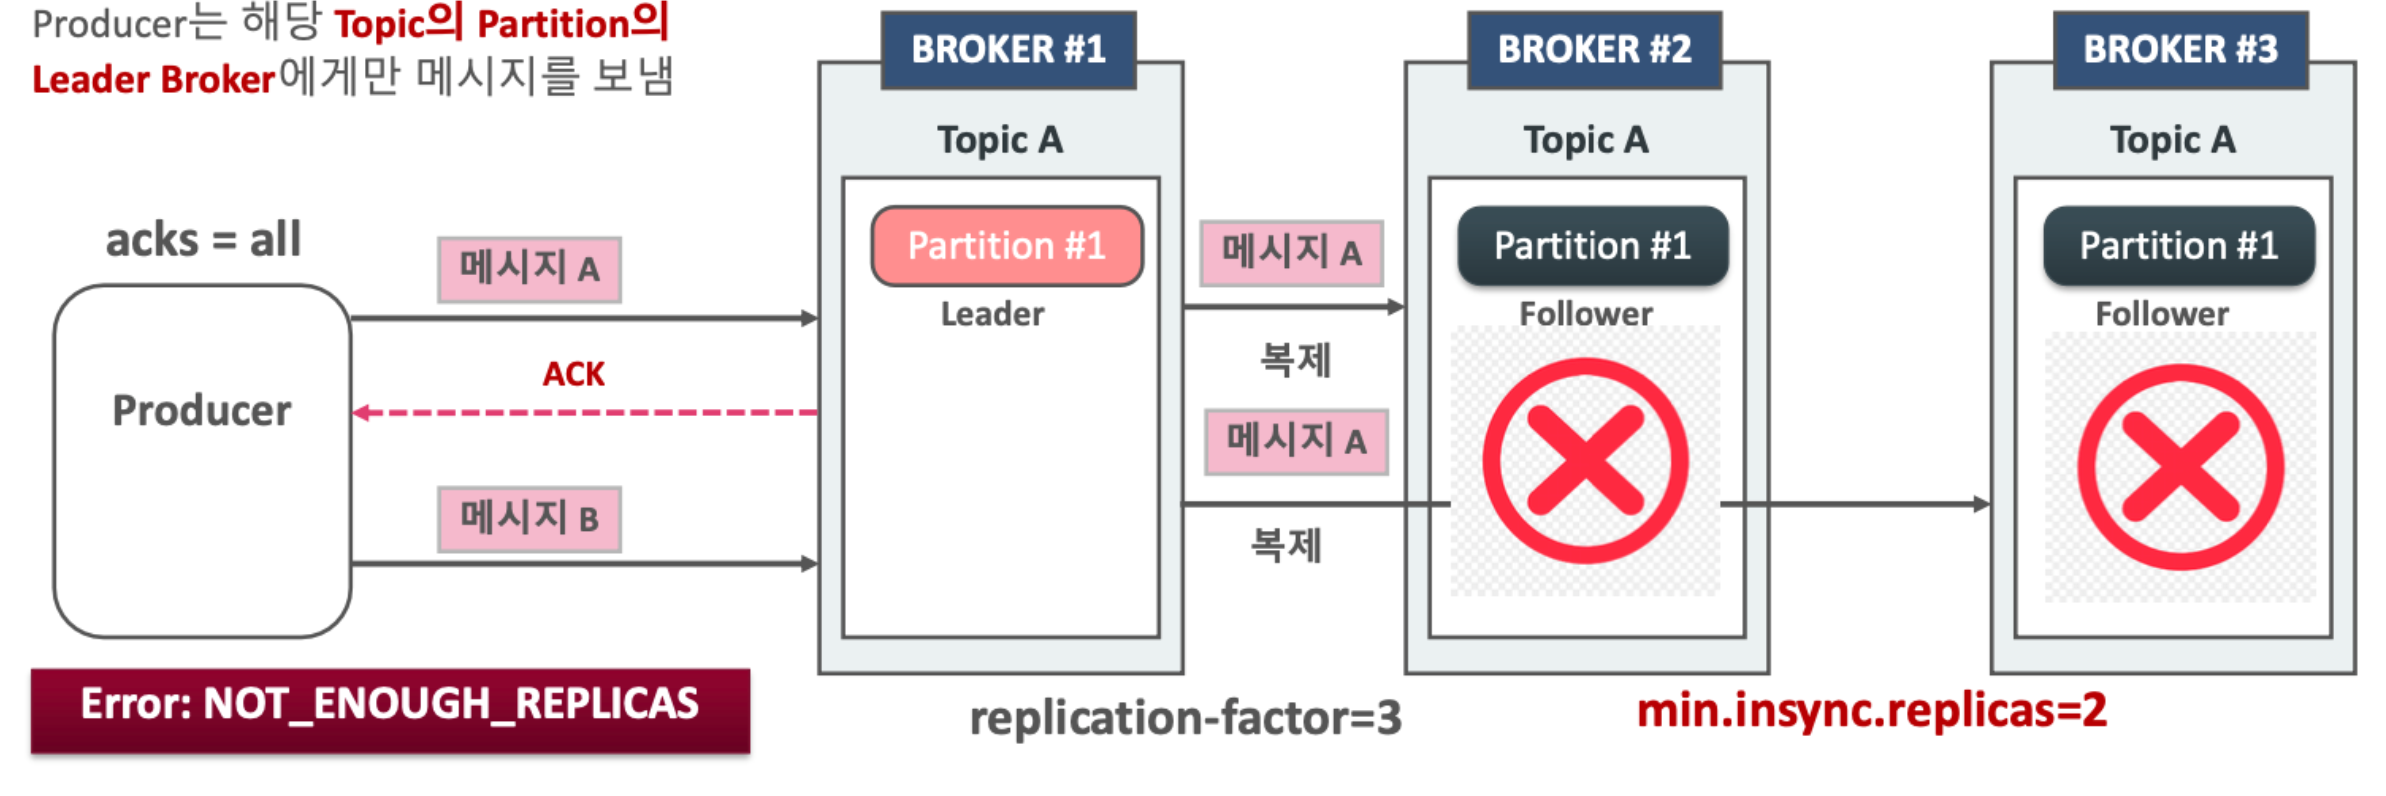 Producer는 해당 Topic의 Partition의
Leader Broker에게만 메시지를 보냄
acks = all
Producer
메시지 A
ACK
메시지 B
Error: NOT_ENOUGH_REPLICAS
BROKER #1
Topic A
Partition #1
Leader
메시지 A
복제
메시지 A
복제
BROKER #2
Topic A
Partition #1
Follower
BROKER #3
Topic A
Partition #1
Follower
replication-factor=3
min.insync.replicas=2